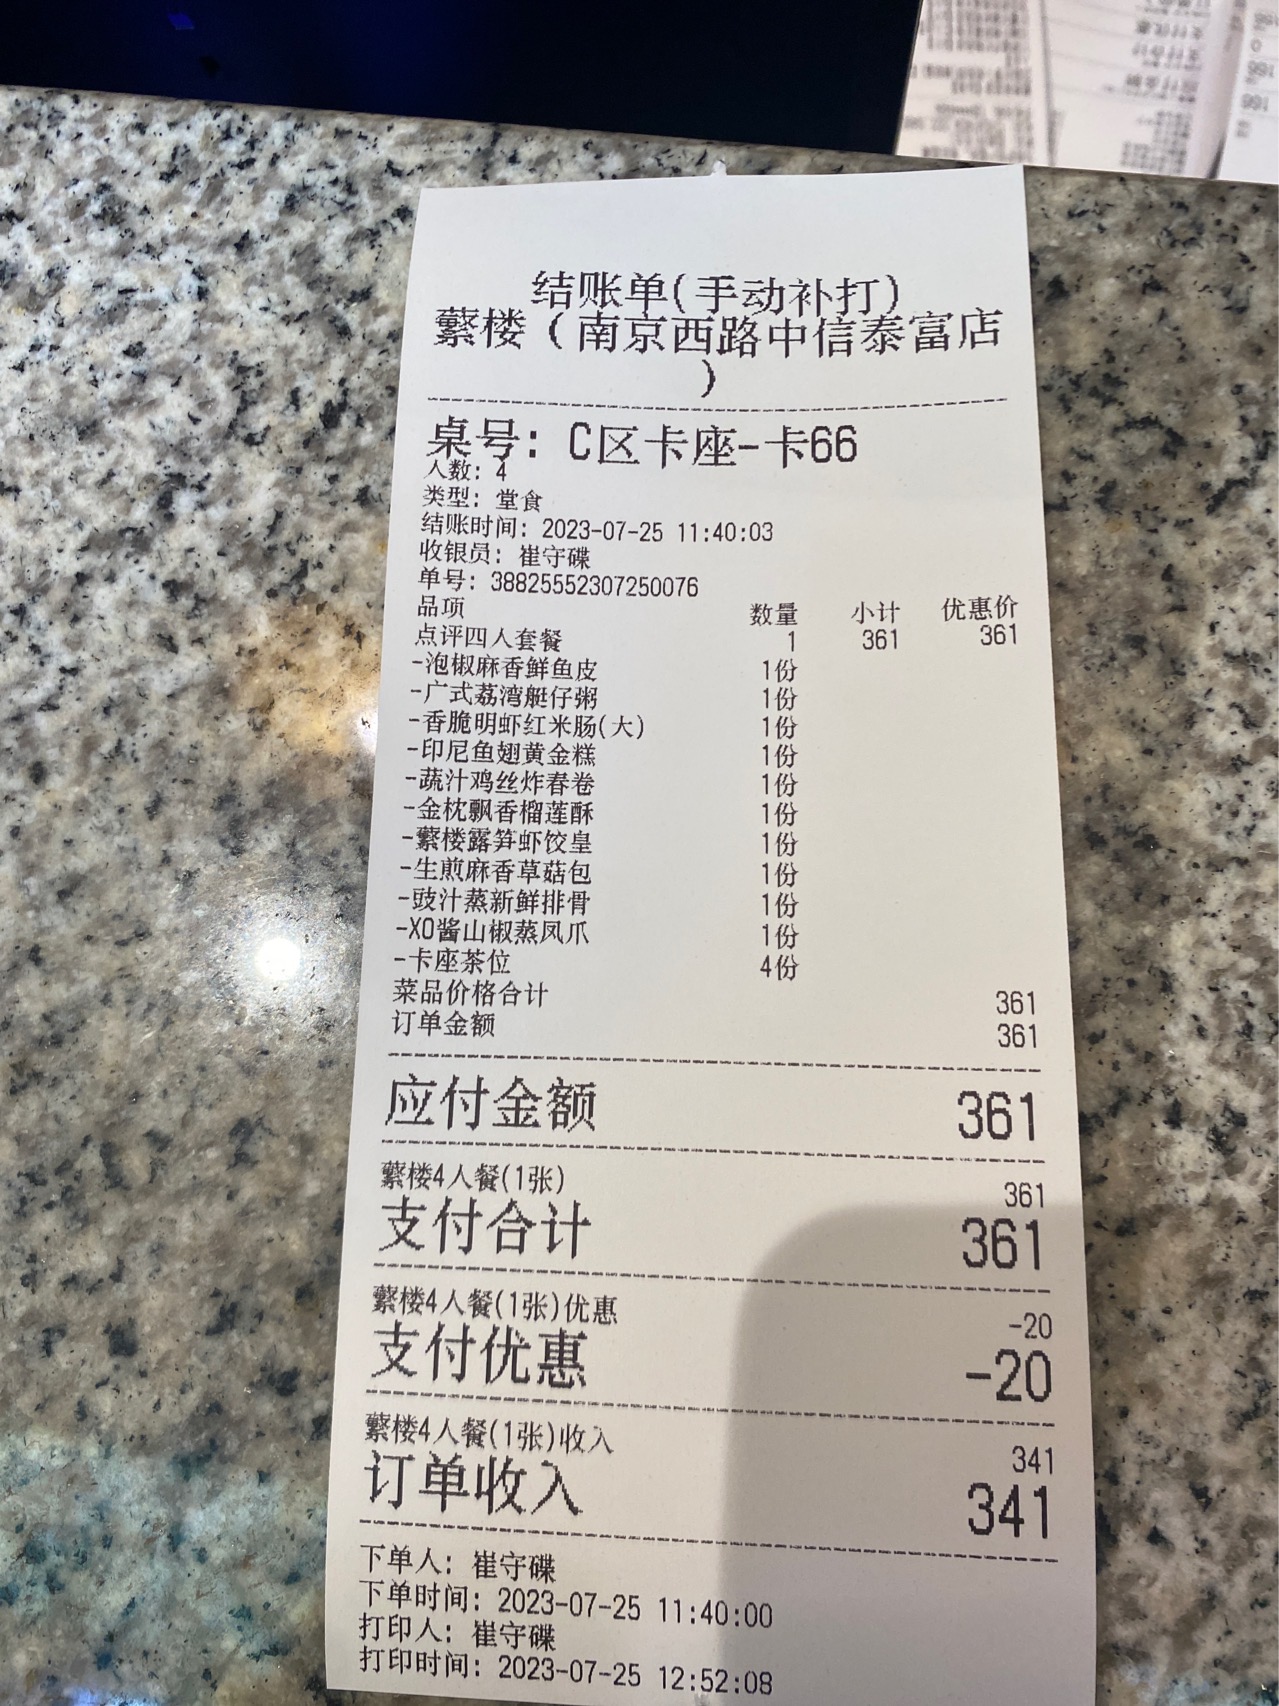 结账单(手动补打)
蘩楼（南京西路中信泰富店
）
桌号: C区卡座-卡66
人数: 4
类型: 堂食
结账时间: 2023-07-25 11:40:03
收银员: 崔守碟
单号: 38825552307250076
品项 数量 小计 优惠价
点评四人套餐 1 361 361
-泡椒麻香鲜鱼皮 1份
-广式荔湾艇仔粥 1份
-香脆明虾红米肠(大) 1份
-印尼鱼翅黄金糕 1份
-蔬汁鸡丝炸春卷 1份
-金枕飘香榴莲酥 1份
-蘩楼露笋虾饺皇 1份
-生煎麻香草菇包 1份
-豉汁蒸新鲜排骨 1份
-XO酱山椒蒸凤爪 1份
-卡座茶位 4份
菜品价格合计 361
订单金额 361
应付金额 361
蘩楼4人餐(1张) 361
支付合计 361
蘩楼4人餐(1张)优惠 -20
支付优惠 -20
蘩楼4人餐(1张)收入 341
订单收入 341
下单人: 崔守碟
下单时间: 2023-07-25 11:40:00
打印人: 崔守碟
打印时间: 2023-07-25 12:52:08